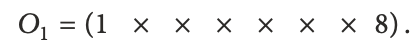 O₁ = (1 × × × × × 8).